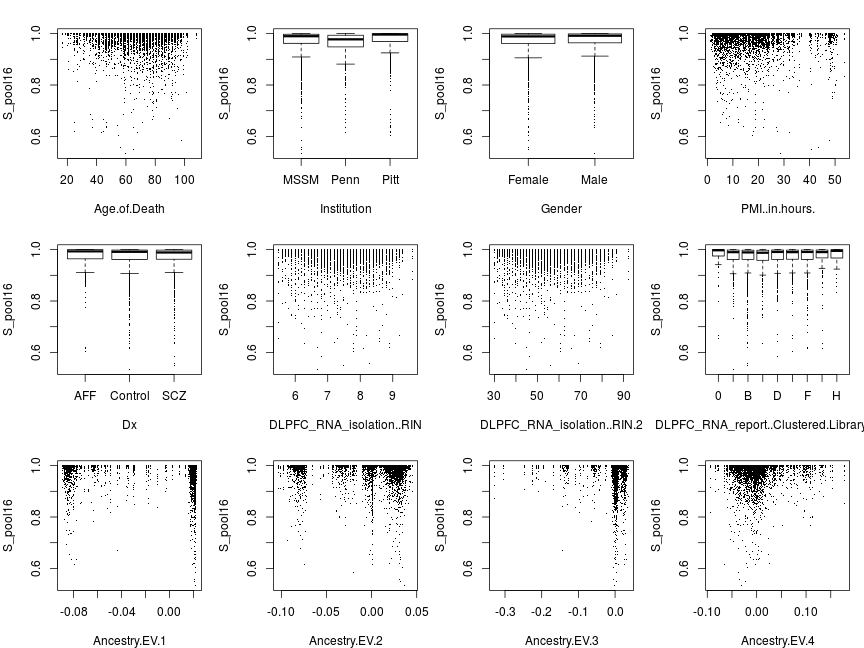 S_pool16
0.6 0.8 1.0
20 40 60 80 100
Age.of.Death
S_pool16
0.6 0.8 1.0
MSSM Penn Pitt
Institution
S_pool16
0.6 0.8 1.0
Female Male
Gender
S_pool16
0.6 0.8 1.0
0 10 20 30 40 50
PMI..in.hours.
S_pool16
0.6 0.8 1.0
AFF Control SCZ
Dx
S_pool16
0.6 0.8 1.0
6 7 8 9
DLPFC_RNA_isolation..RIN
S_pool16
0.6 0.8 1.0
30 50 70 90
DLPFC_RNA_isolation..RIN.2
S_pool16
0.6 0.8 1.0
0 B D F H
DLPFC_RNA_report..Clustered.Library
S_pool16
0.6 0.8 1.0
-0.08 -0.04 0.00
Ancestry.EV.1
S_pool16
0.6 0.8 1.0
-0.10 -0.05 0.00 0.05
Ancestry.EV.2
S_pool16
0.6 0.8 1.0
-0.3 -0.2 -0.1 0.0
Ancestry.EV.3
S_pool16
0.6 0.8 1.0
-0.10 0.00 0.10
Ancestry.EV.4